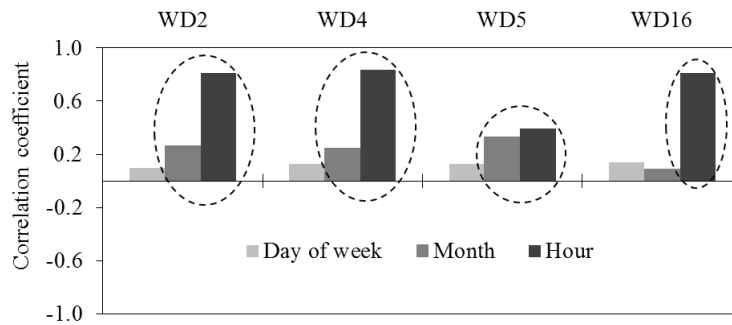 WD2 WD4 WD5 WD16
Correlation coefficient
1.0
0.6
0.2
-0.2
-0.6
-1.0
Day of week Month Hour